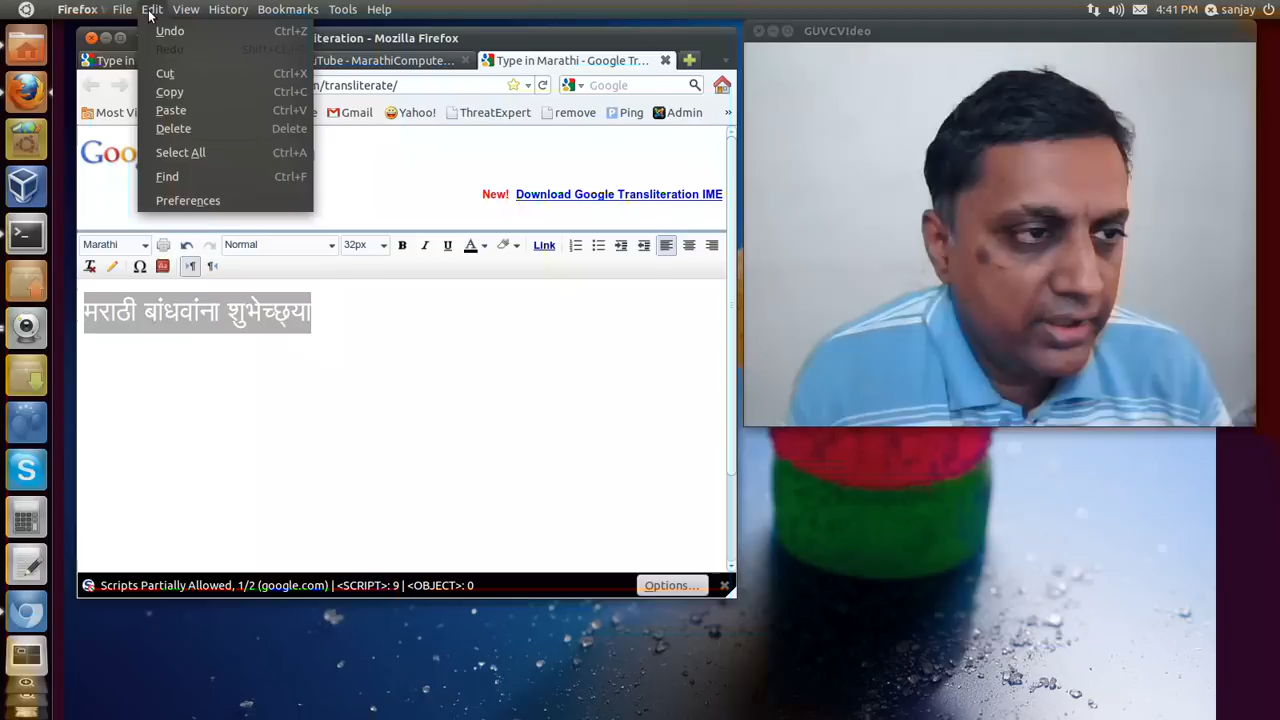 Firefox File Edit View History Bookmarks Tools Help 4:41 PM sanjay
Undo Ctrl+Z
Redo
Cut Ctrl+X
Copy Ctrl+C
Paste Ctrl+V
Delete Delete
Select All Ctrl+A
Find Ctrl+F
Preferences
iteration - Mozilla Firefox
Type in uTube - MarathiCompute... Type in Marathi - Google Tr...
m/transliterate/ Google
Most Vi Gmail Yahoo! ThreatExpert remove Ping Admin »
Goo
New! Download Google Transliteration IME
Marathi Normal 32px B I U A Link
मराठी बांधवांना शुभेच्छ्या
Scripts Partially Allowed, 1/2 (google.com) | <SCRIPT>: 9 | <OBJECT>: 0 Options...
GUVCVIdeo